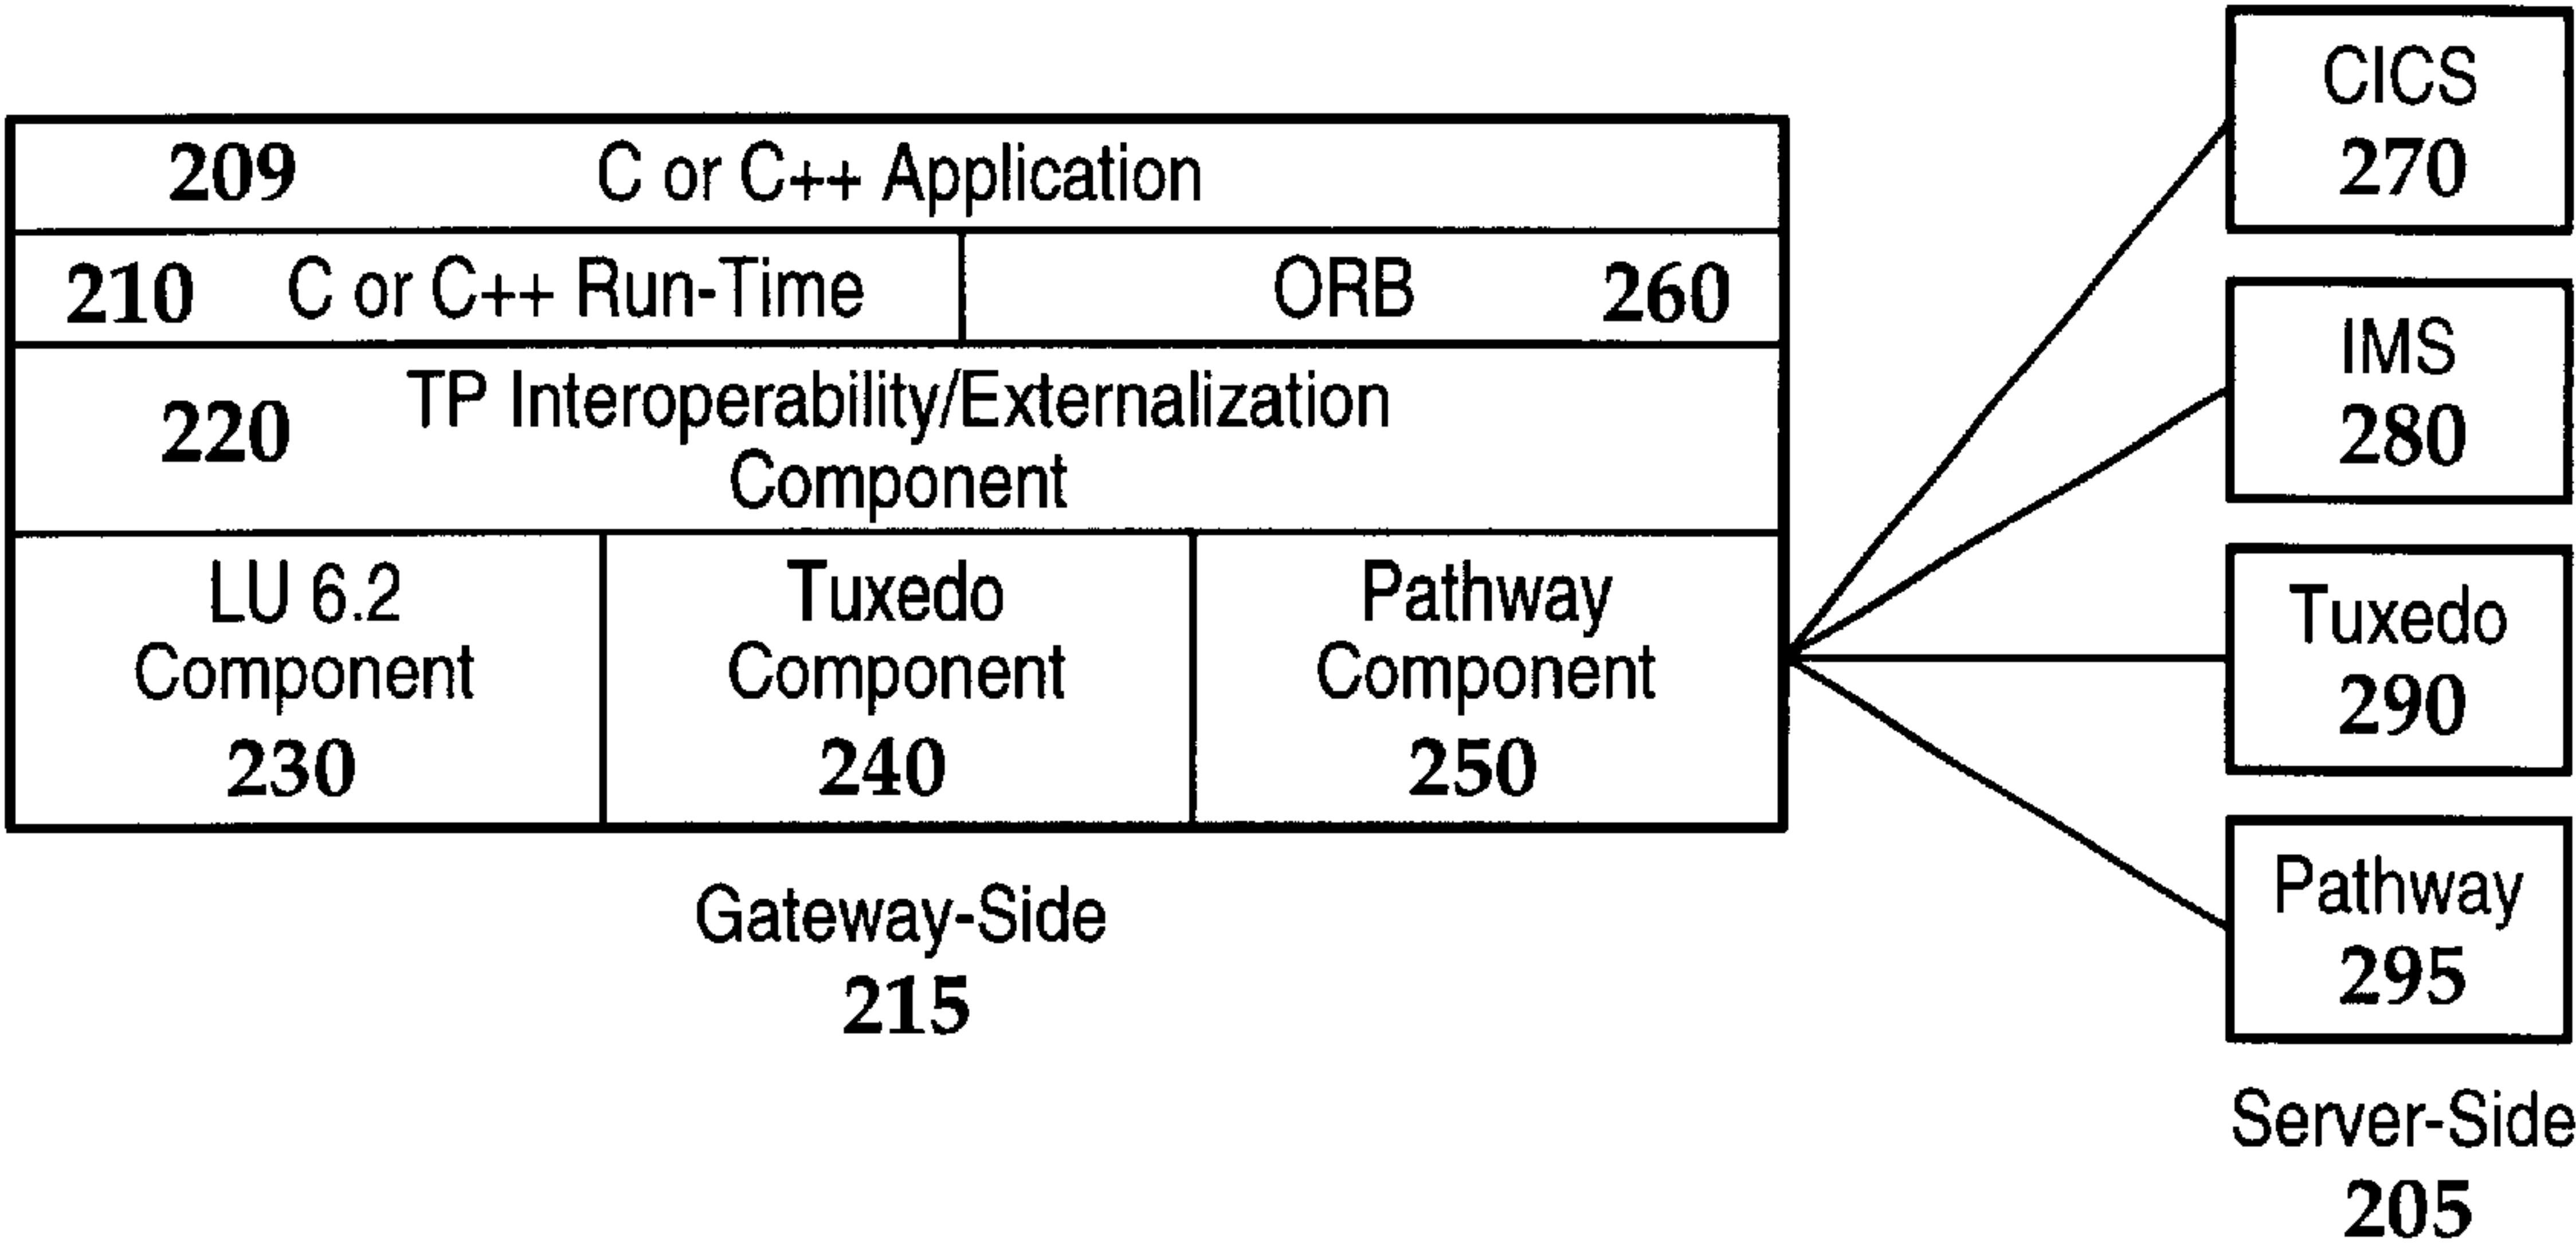 209 C or C++ Application
210 C or C++ Run-Time
ORB 260
220 TP Interoperability/Externalization
Component
LU 6.2
Component
230
Tuxedo
Component
240
Pathway
Component
250
Gateway-Side
215
CICS
270
IMS
280
Tuxedo
290
Pathway
295
Server-Side
205